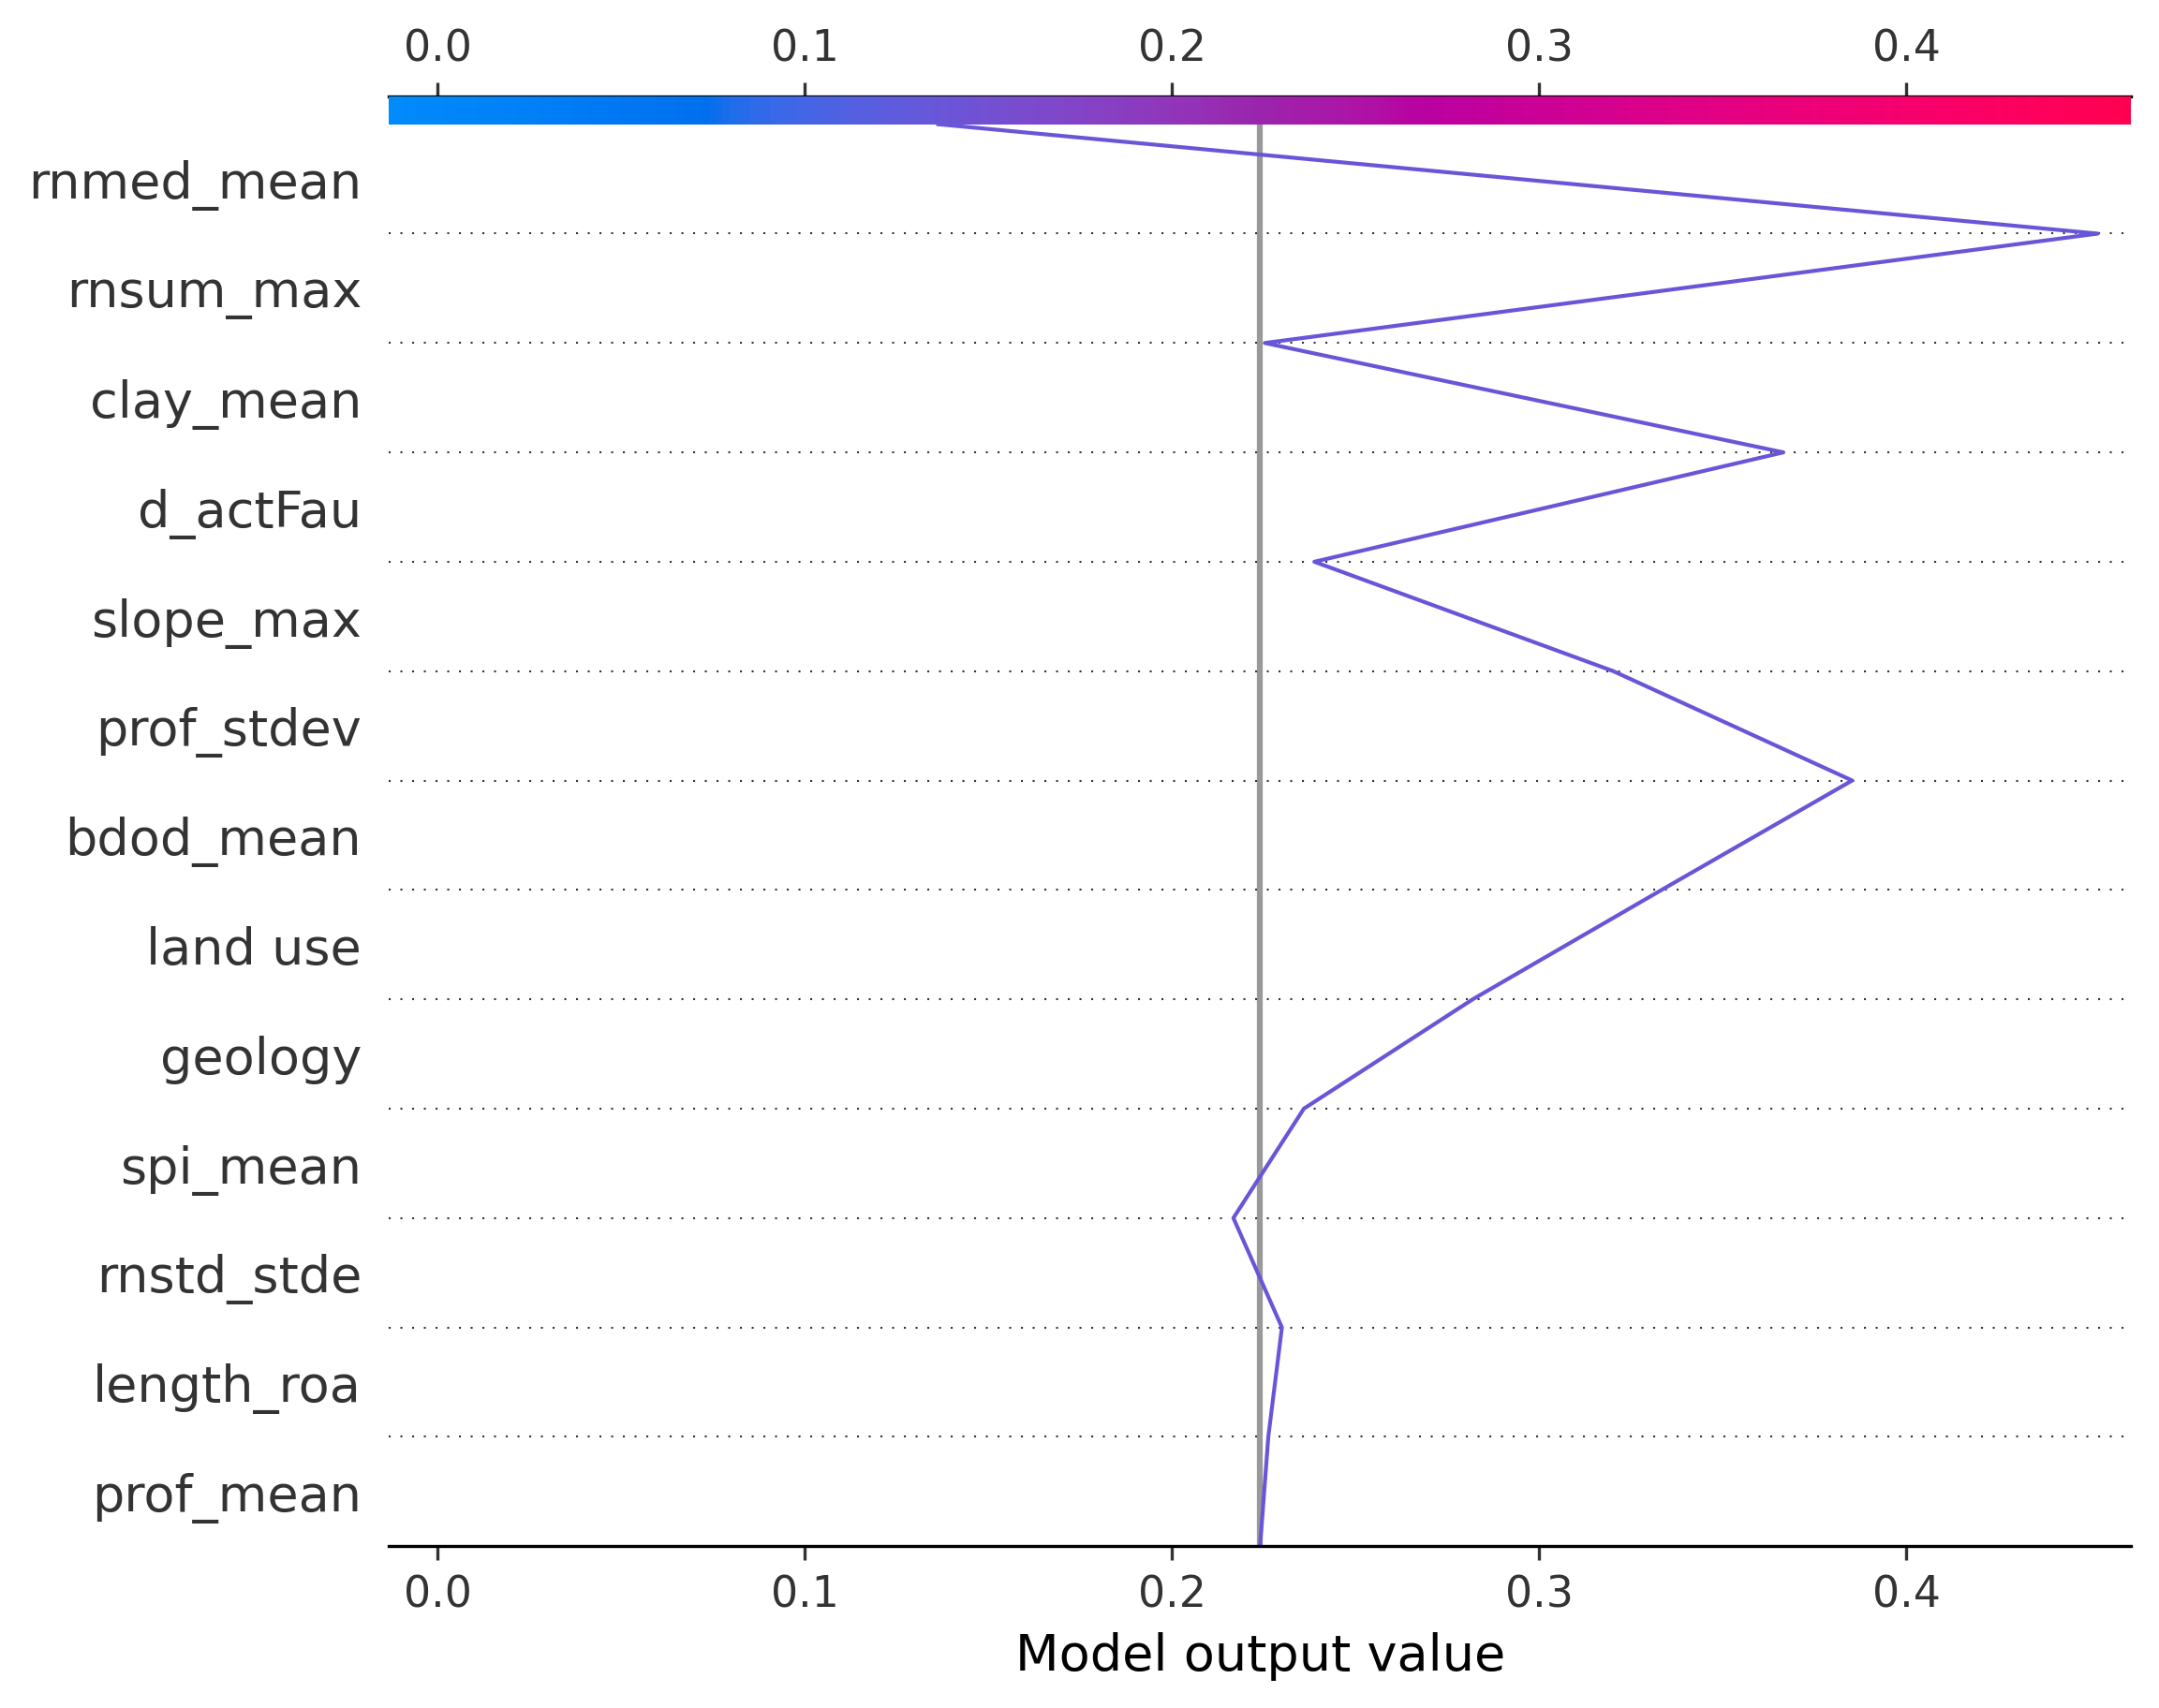 0.0 0.1 0.2 0.3 0.4
rnmed_mean
rnsum_max
clay_mean
d_actFau
slope_max
prof_stdev
bdod_mean
land use
geology
spi_mean
rnstd_stde
length_roa
prof_mean
0.0 0.1 0.2 0.3 0.4
Model output value